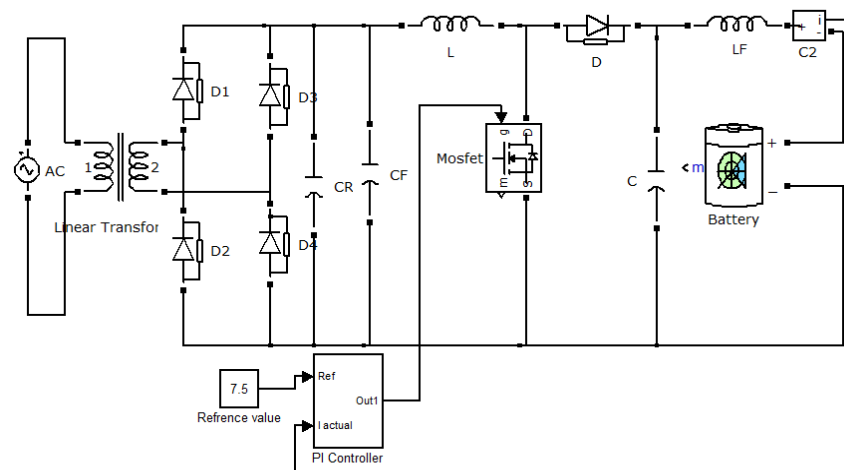 L
D
LF
+
i
-
C2
D1
D3
AC
1
2
Linear Transfor
CR
CF
Mosfet
g
D
m
S
C
< m
+
−
Battery
D2
D4
7.5
Refrence value
Ref
Out1
I actual
PI Controller